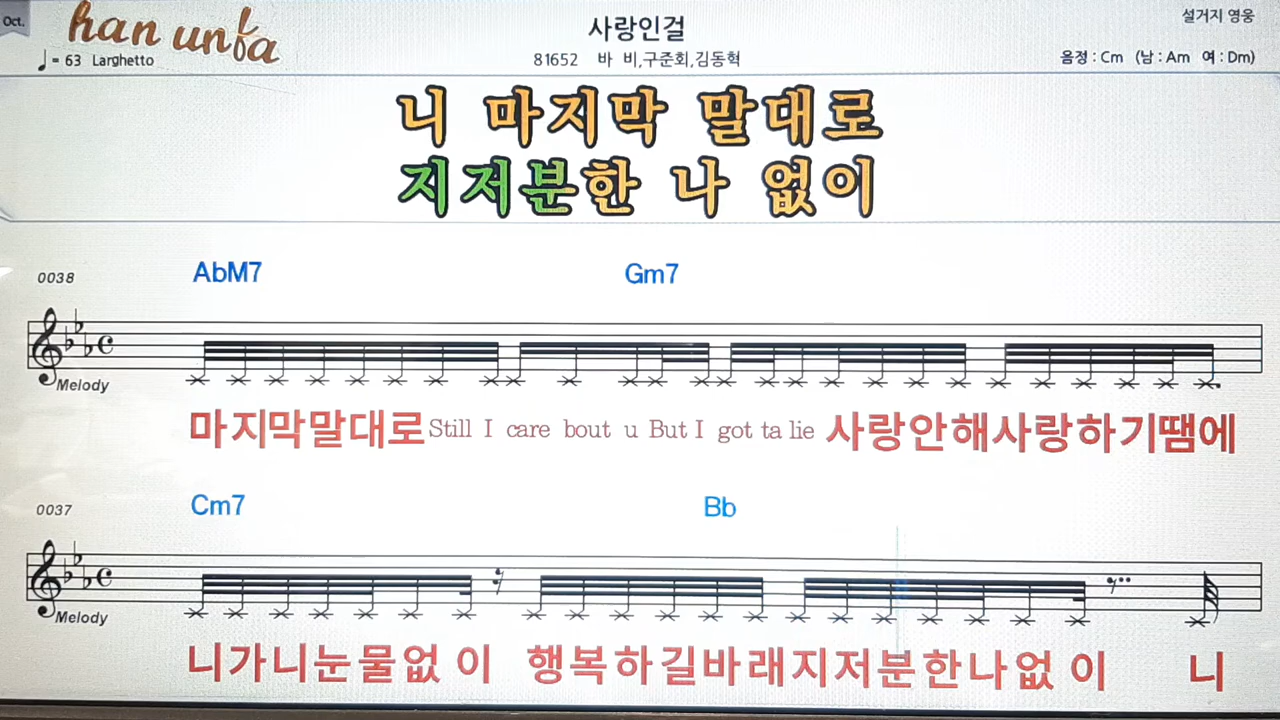 Oct.
han unfa
사랑인걸
설거지 영웅
♩= 63 Larghetto
81652 바 비,구준회,김동혁
음정 : Cm (남 : Am 여 : Dm)
니 마지막 말대로
지저분한 나 없이
0038
AbM7 Gm7
Melody
마지막말대로Still I care bout u But I got ta lie 사랑안해사랑하기땜에
0037
Cm7 Bb
Melody
니가니눈물없 이 행복하길바래지저분한나없 이 니